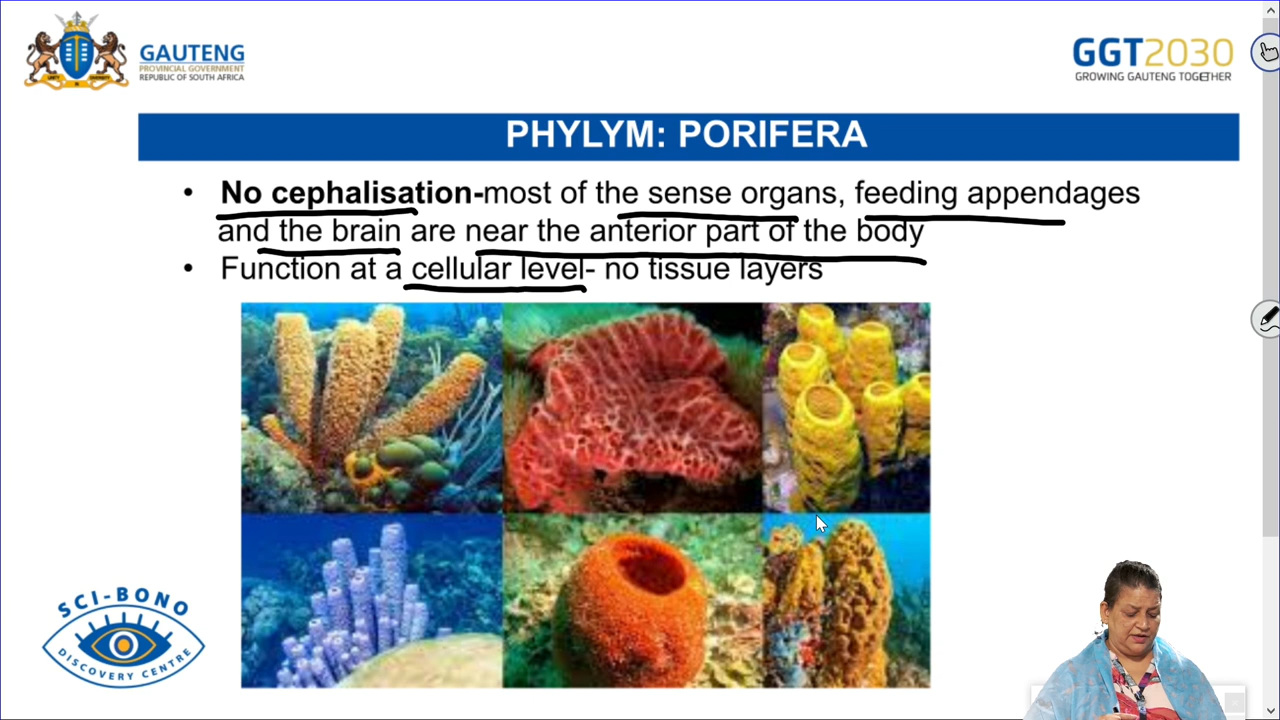 GAUTENG
PROVINCIAL GOVERNMENT
REPUBLIC OF SOUTH AFRICA
GGT2030
GROWING GAUTENG TOGETHER
PHYLYM: PORIFERA
• No cephalisation-most of the sense organs, feeding appendages
and the brain are near the anterior part of the body
• Function at a cellular level- no tissue layers
SCI-BONO
DISCOVERY CENTRE